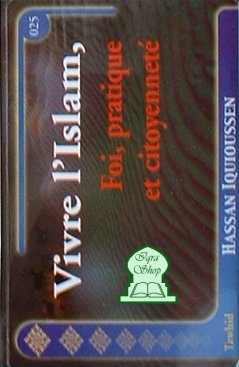 025
Vivre l'Islam,
Foi, pratique
et citoyenneté
Iqra
Shop
HASSAN IQUIOUSSEN
Tawhid